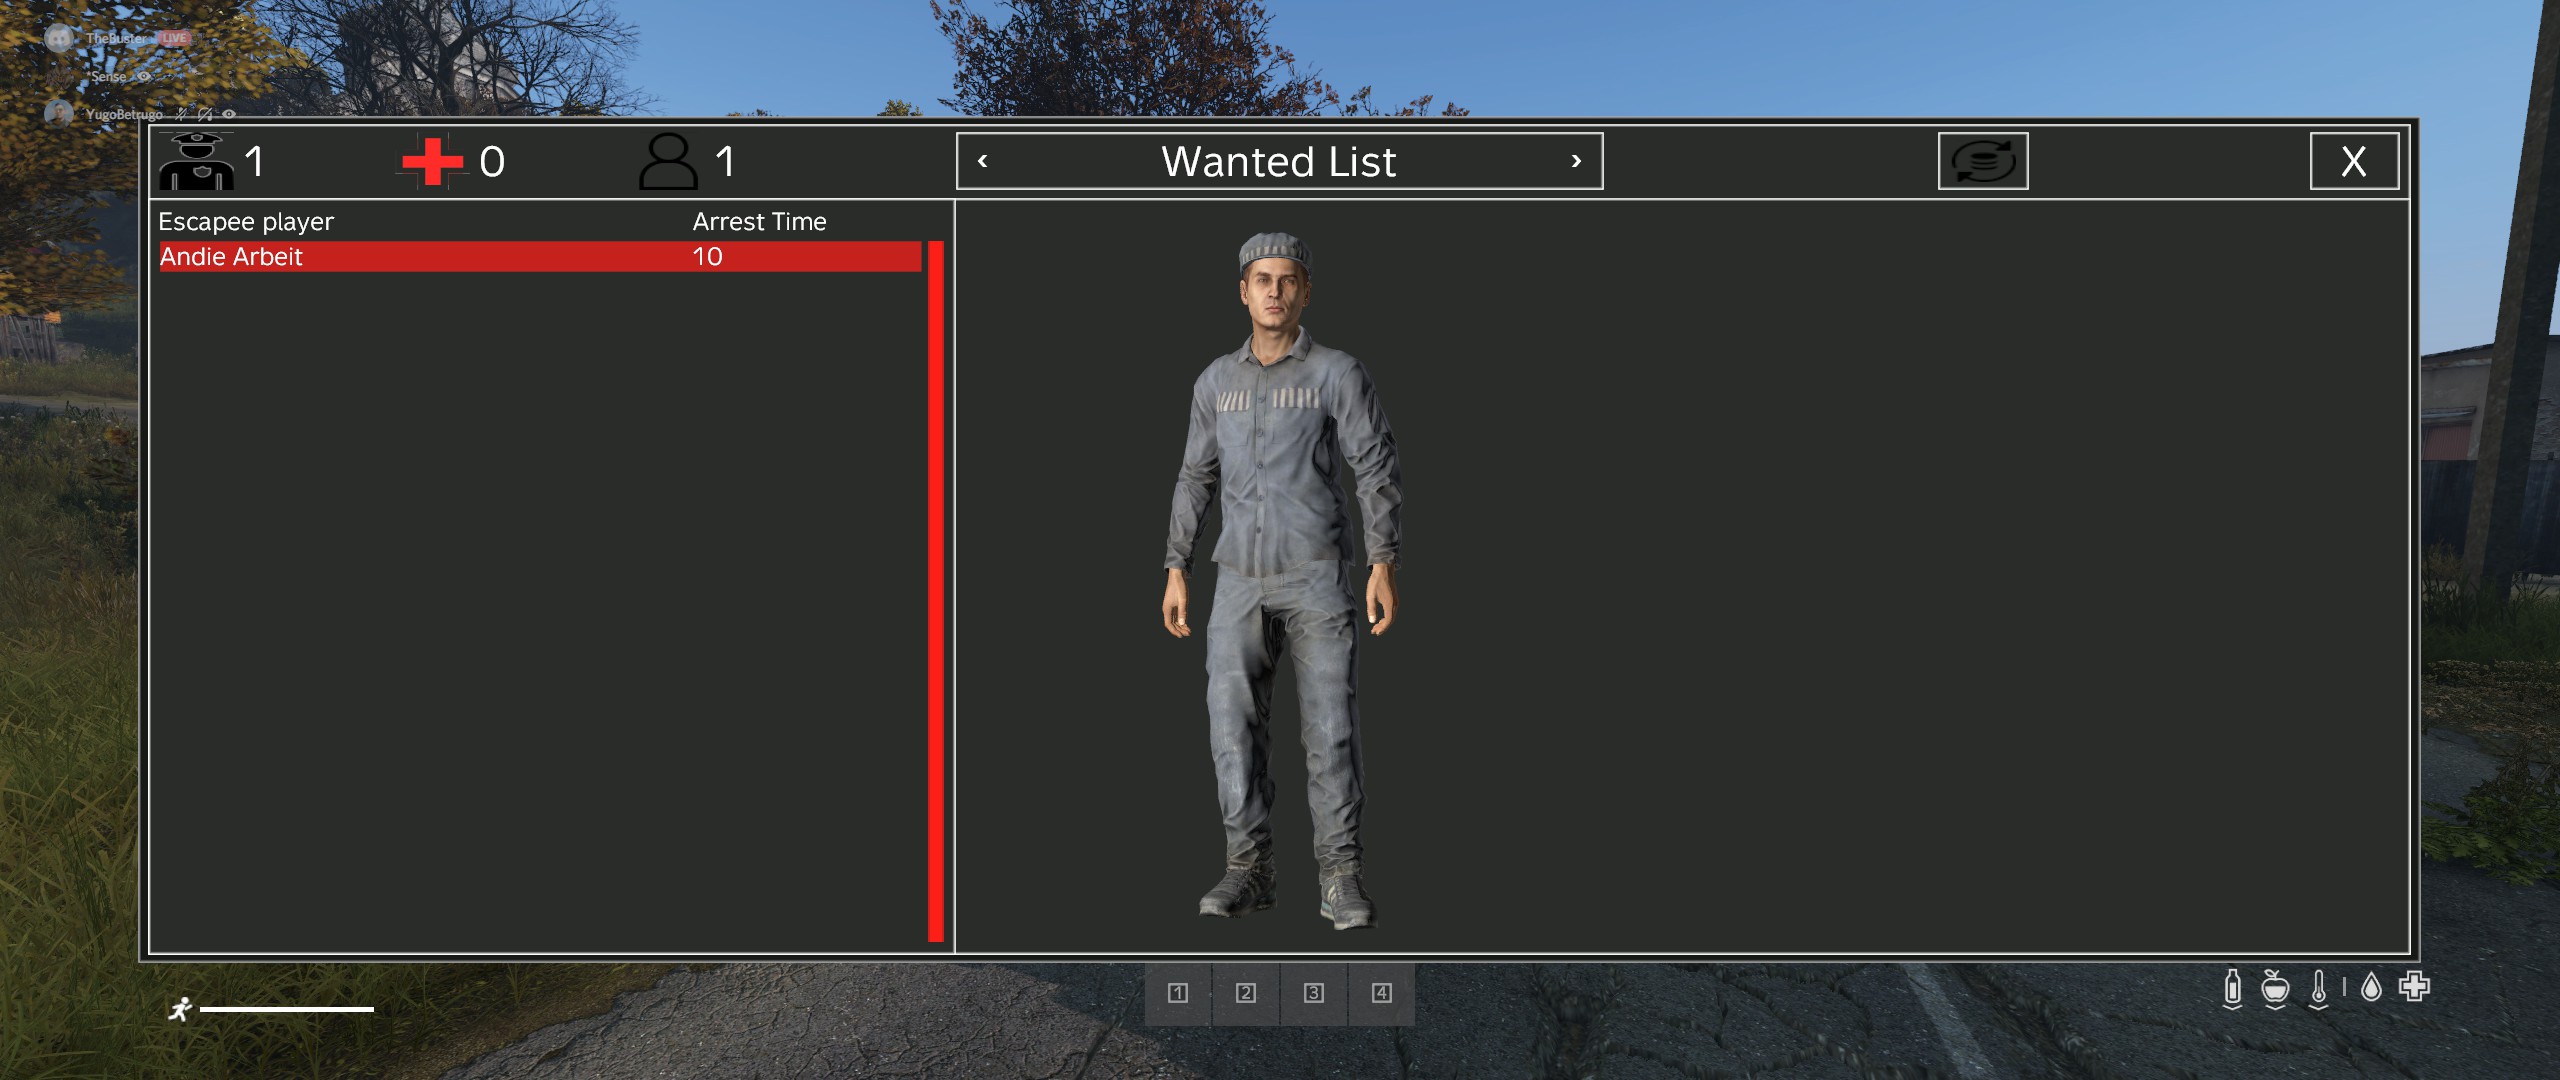 TheBuster LIVE
*Sense
YugoBetrugo
1
0
1
‹ Wanted List ›
X
Escapee player Arrest Time
Andie Arbeit 10
1 2 3 4